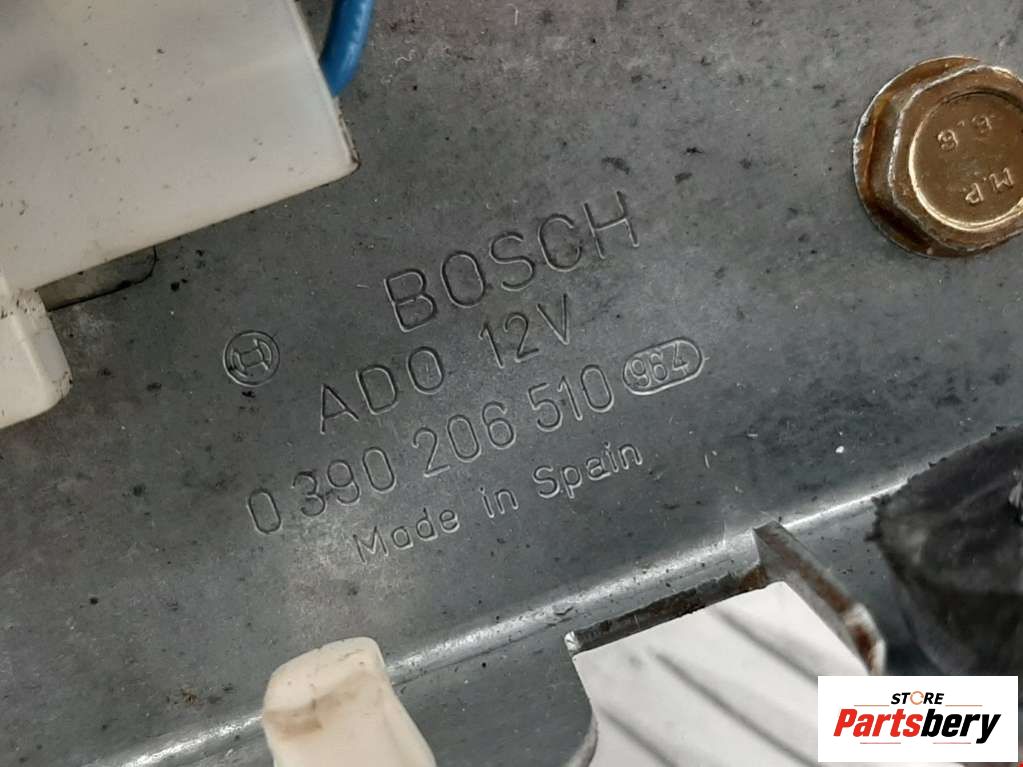 BOSCH
ADO 12V
0 390 206 510 964
Made in Spain
M.P
8.8
STORE
Partsbery